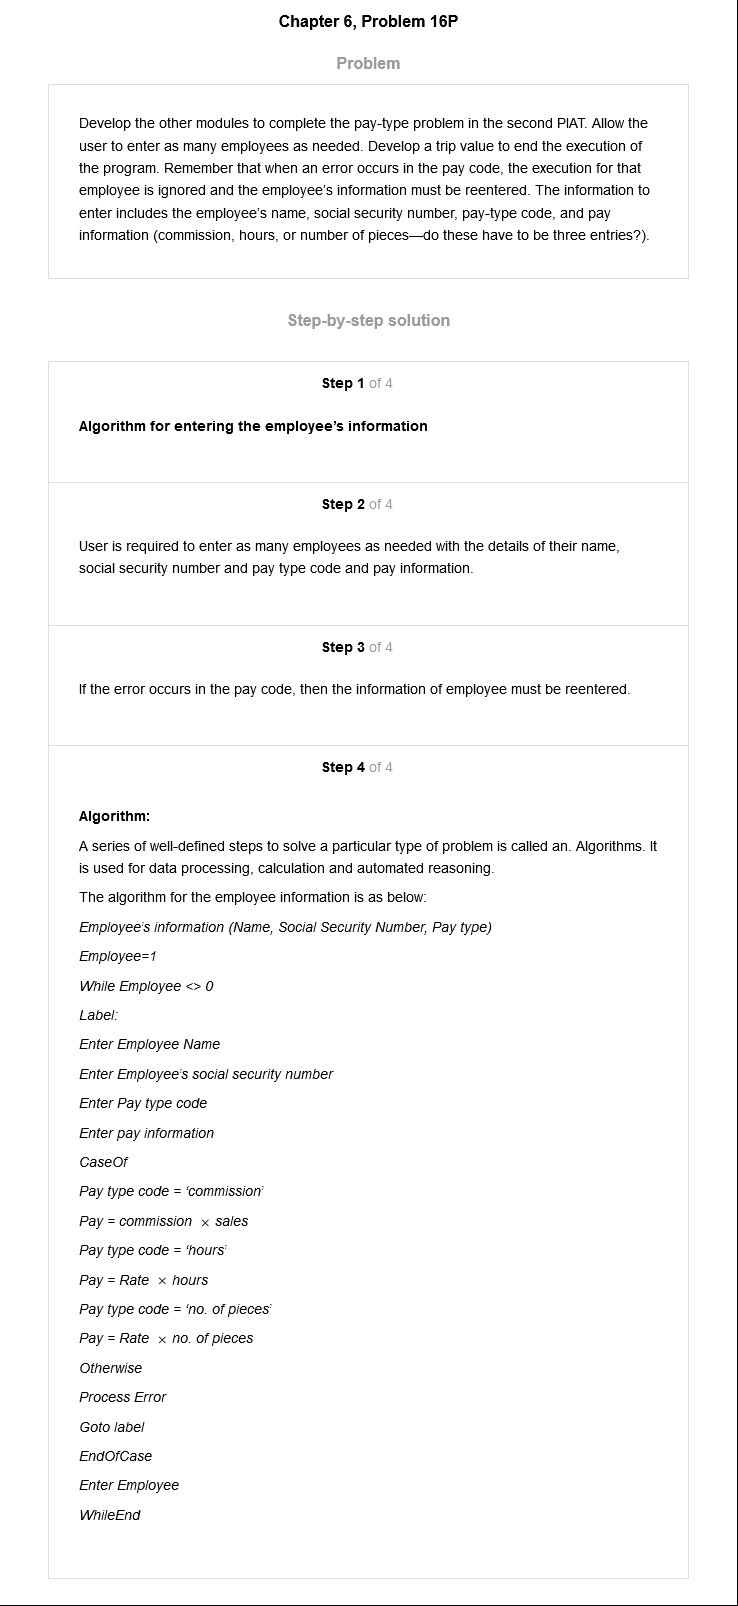 Chapter 6, Problem 16P
Problem
Develop the other modules to complete the pay-type problem in the second PIAT. Allow the
user to enter as many employees as needed. Develop a trip value to end the execution of
the program. Remember that when an error occurs in the pay code, the execution for that
employee is ignored and the employee's information must be reentered. The information to
enter includes the employee's name, social security number, pay-type code, and pay
information (commission, hours, or number of pieces—do these have to be three entries?).
Step-by-step solution
Step 1 of 4
Algorithm for entering the employee's information
Step 2 of 4
User is required to enter as many employees as needed with the details of their name,
social security number and pay type code and pay information.
Step 3 of 4
If the error occurs in the pay code, then the information of employee must be reentered.
Step 4 of 4
Algorithm:
A series of well-defined steps to solve a particular type of problem is called an. Algorithms. It
is used for data processing, calculation and automated reasoning.
The algorithm for the employee information is as below:
Employee's information (Name, Social Security Number, Pay type)
Employee=1
While Employee <> 0
Label:
Enter Employee Name
Enter Employee's social security number
Enter Pay type code
Enter pay information
CaseOf
Pay type code = 'commission'
Pay = commission × sales
Pay type code = 'hours'
Pay = Rate × hours
Pay type code = 'no. of pieces'
Pay = Rate × no. of pieces
Otherwise
Process Error
Goto label
EndOfCase
Enter Employee
WhileEnd